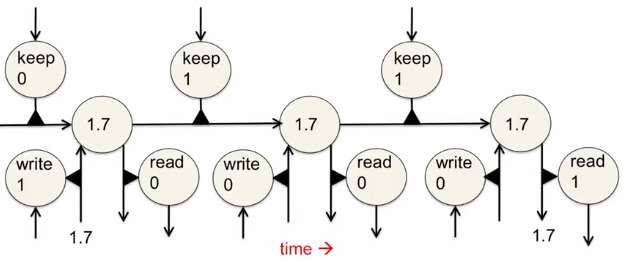 keep
0
keep
1
keep
1
1.7
1.7
1.7
write
1
read
0
write
0
read
0
write
0
read
1
1.7
1.7
time →